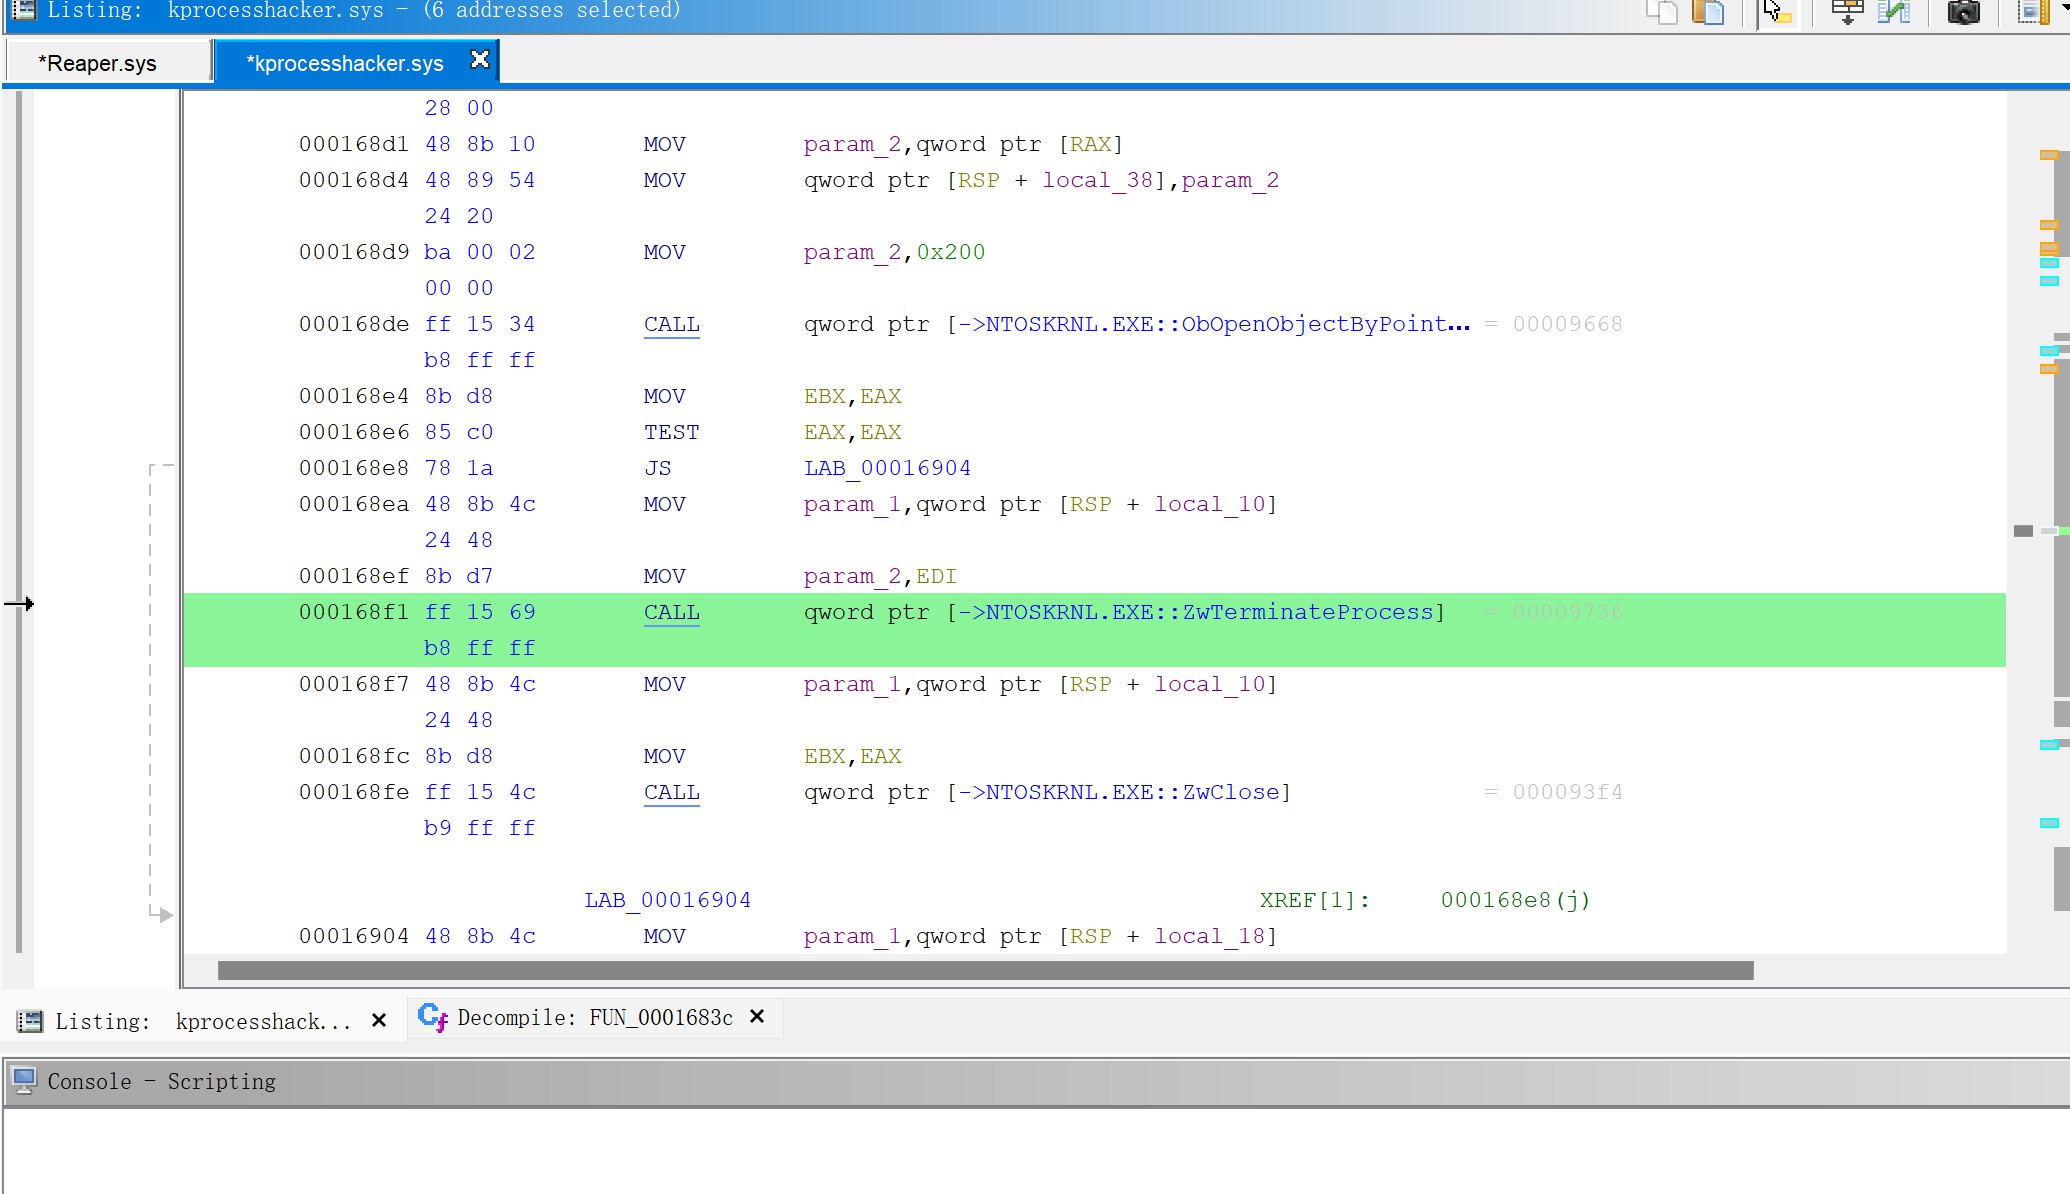 Listing: kprocesshacker.sys - (6 addresses selected)
*Reaper.sys *kprocesshacker.sys
28 00
000168d1 48 8b 10 MOV param_2,qword ptr [RAX]
000168d4 48 89 54 MOV qword ptr [RSP + local_38],param_2
24 20
000168d9 ba 00 02 MOV param_2,0x200
00 00
000168de ff 15 34 CALL qword ptr [->NTOSKRNL.EXE::ObOpenObjectByPoint... = 00009668
b8 ff ff
000168e4 8b d8 MOV EBX,EAX
000168e6 85 c0 TEST EAX,EAX
000168e8 78 1a JS LAB_00016904
000168ea 48 8b 4c MOV param_1,qword ptr [RSP + local_10]
24 48
000168ef 8b d7 MOV param_2,EDI
000168f1 ff 15 69 CALL qword ptr [->NTOSKRNL.EXE::ZwTerminateProcess] = 00009736
b8 ff ff
000168f7 48 8b 4c MOV param_1,qword ptr [RSP + local_10]
24 48
000168fc 8b d8 MOV EBX,EAX
000168fe ff 15 4c CALL qword ptr [->NTOSKRNL.EXE::ZwClose] = 000093f4
b9 ff ff
LAB_00016904 XREF[1]: 000168e8(j)
00016904 48 8b 4c MOV param_1,qword ptr [RSP + local_18]
Listing: kprocesshack... Decompile: FUN_0001683c
Console - Scripting